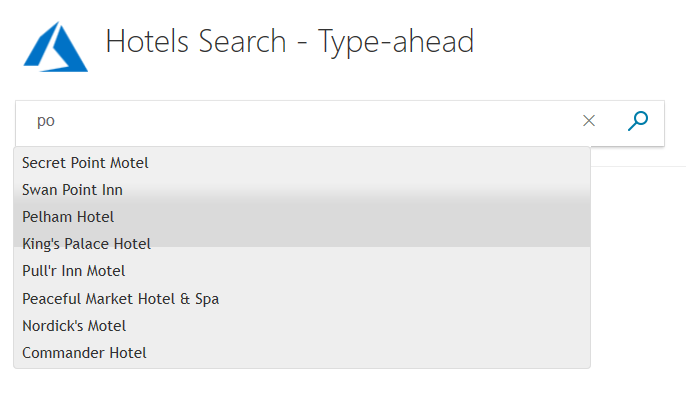 Hotels Search - Type-ahead
po
Secret Point Motel
Swan Point Inn
Pelham Hotel
King's Palace Hotel
Pull'r Inn Motel
Peaceful Market Hotel & Spa
Nordick's Motel
Commander Hotel